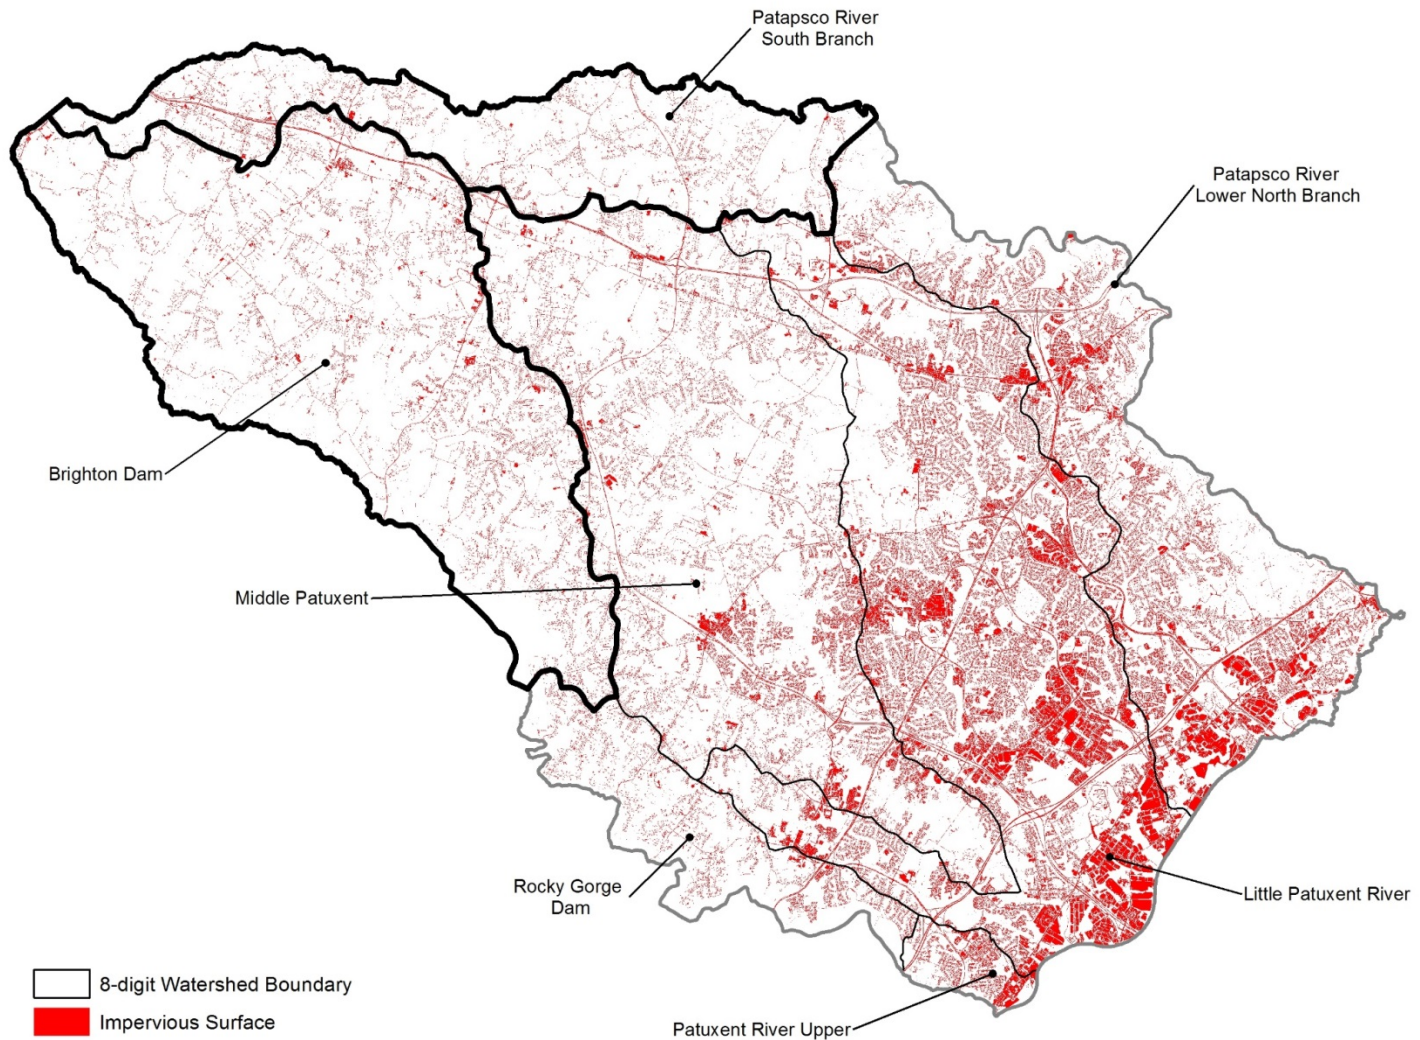 Patapsco River
South Branch
Patapsco River
Lower North Branch
Brighton Dam
Middle Patuxent
Rocky Gorge
Dam
Little Patuxent River
8-digit Watershed Boundary
Impervious Surface
Patuxent River Upper